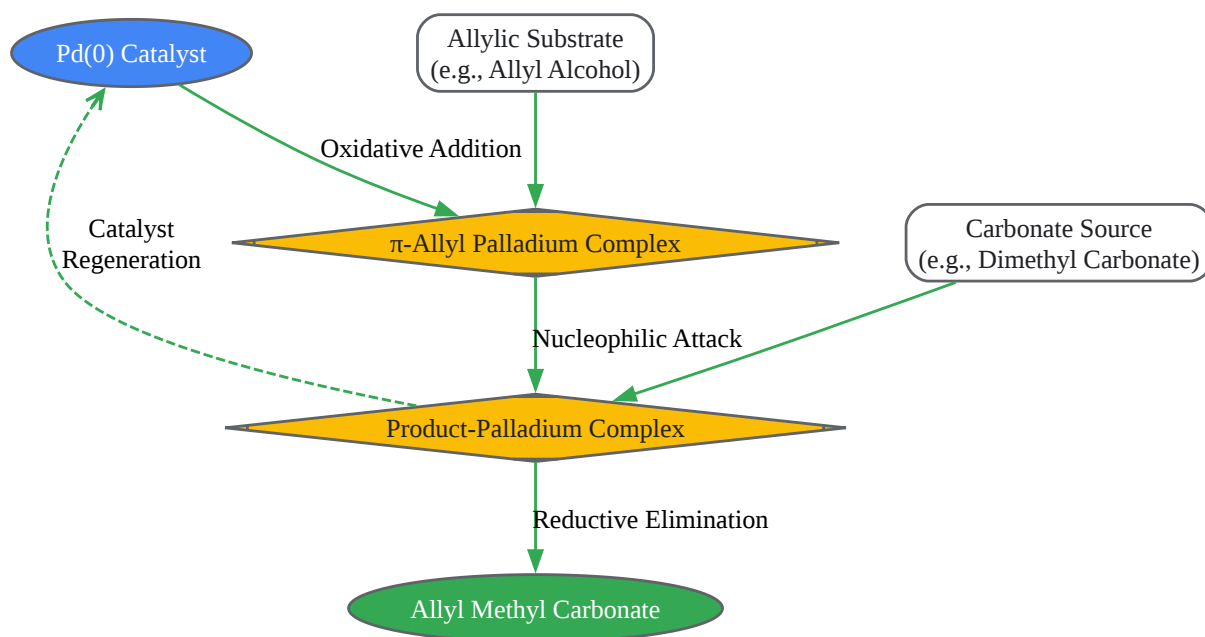 Pd(0) Catalyst
Allylic Substrate
(e.g., Allyl Alcohol)
Oxidative Addition
Catalyst
Regeneration
π-Allyl Palladium Complex
Carbonate Source
(e.g., Dimethyl Carbonate)
Nucleophilic Attack
Product-Palladium Complex
Reductive Elimination
Allyl Methyl Carbonate